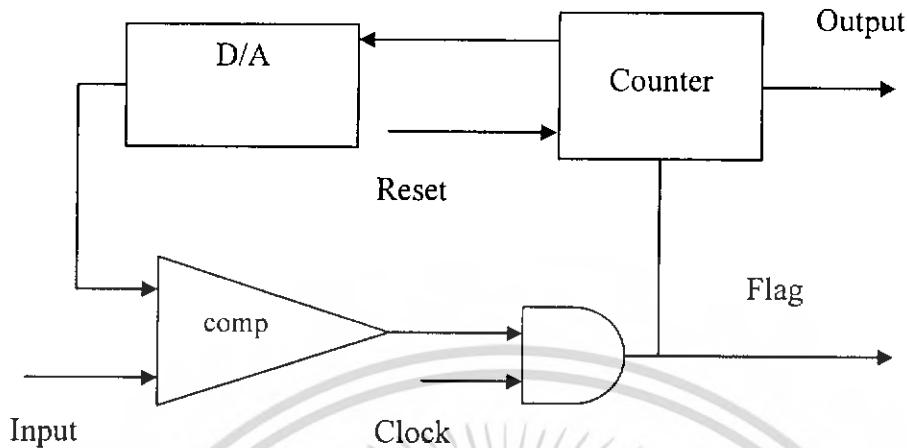 Output
D/A
Counter
Reset
Flag
comp
Input
Clock